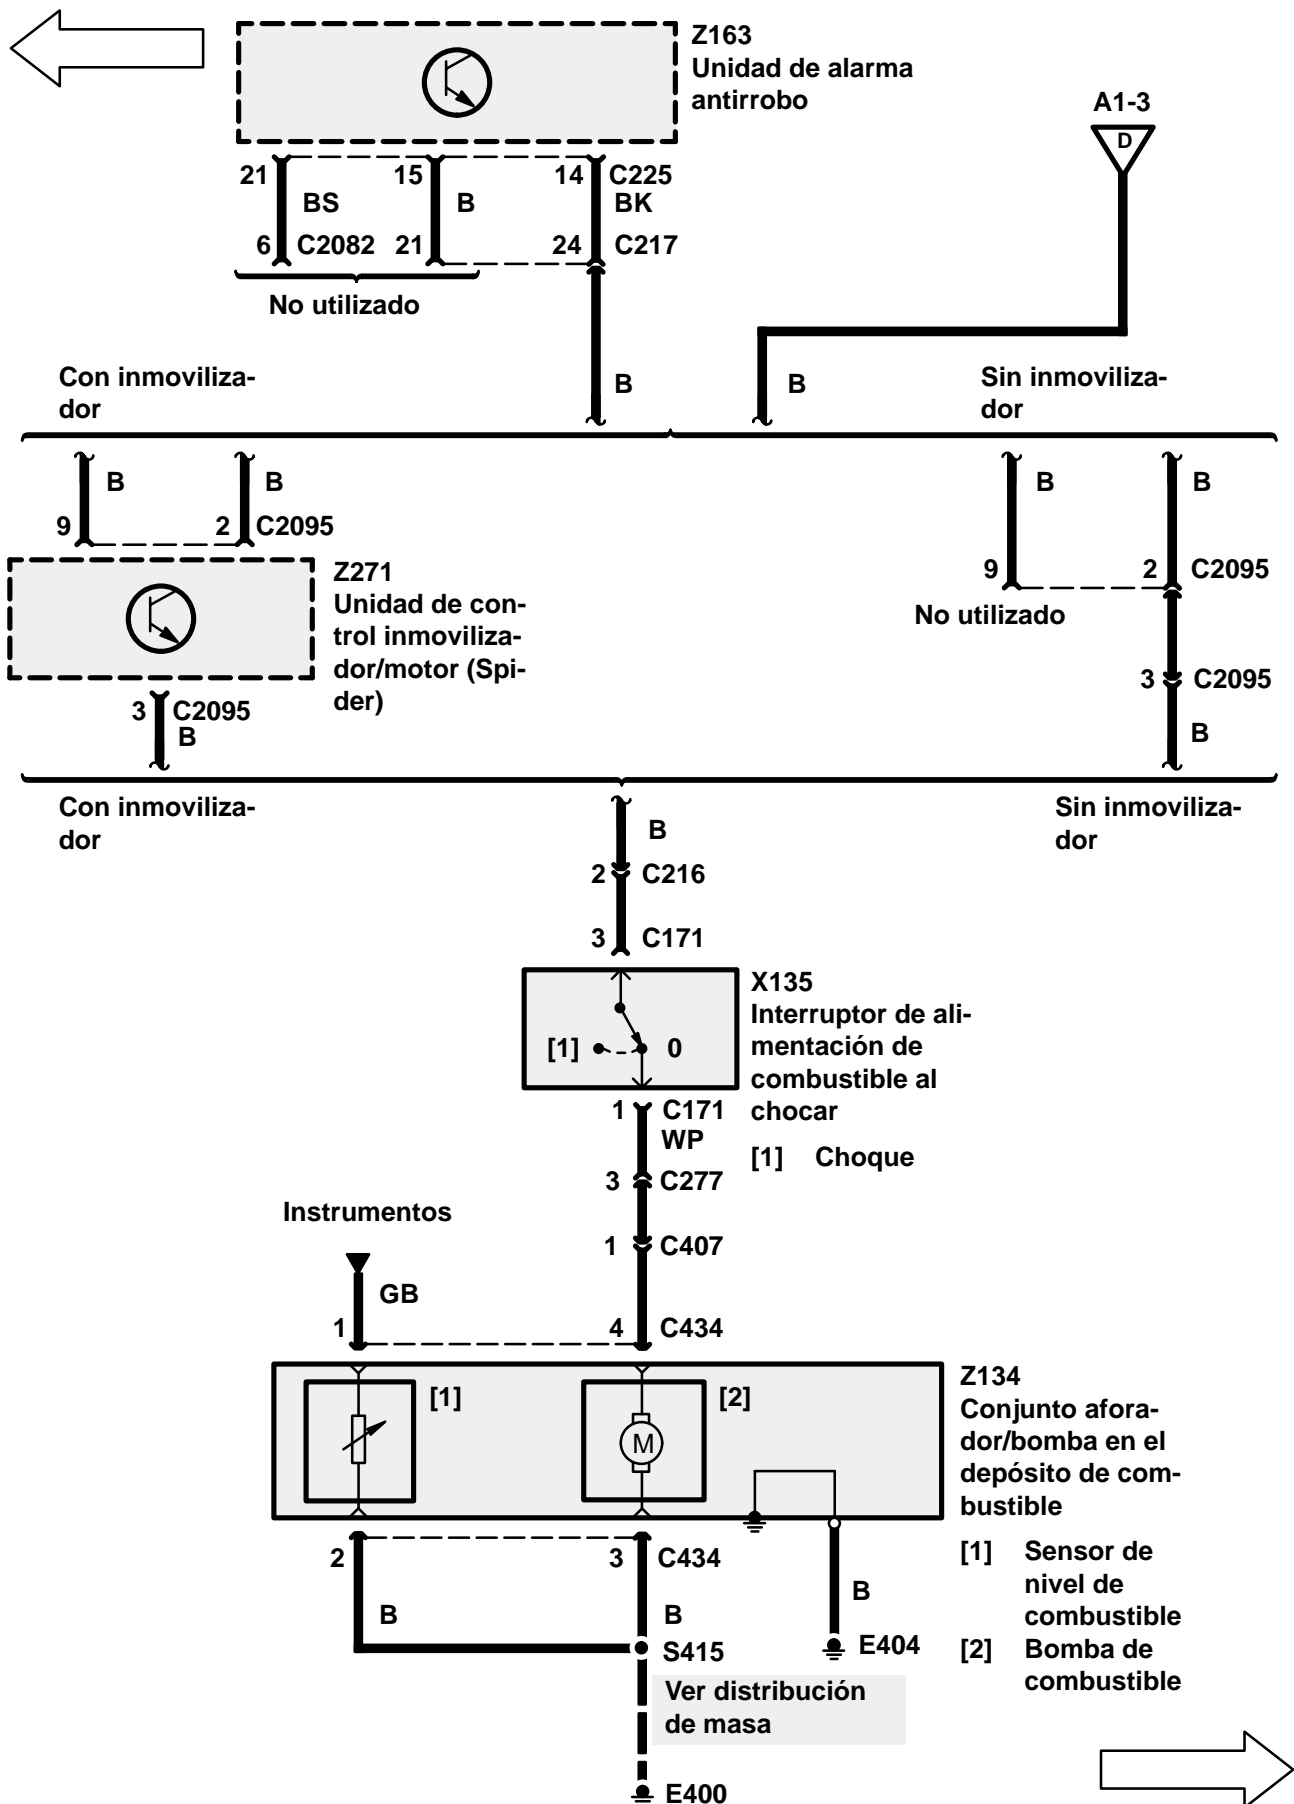 Z163
Unidad de alarma
antirrobo
A1-3
D
21 15 14 C225
BS B BK
6 C2082 21 24 C217
No utilizado
B B
Con inmoviliza-
dor
Sin inmoviliza-
dor
B B B B
9 2 C2095
9 2 C2095
No utilizado
Z271
Unidad de con-
trol inmoviliza-
dor/motor (Spi-
der)
3 C2095
B
3 C2095
B
Con inmoviliza-
dor
Sin inmoviliza-
dor
B
2 C216
3 C171
X135
Interruptor de ali-
mentación de
combustible al
chocar
[1] Choque
[1] 0
1 C171
WP
3 C277
Instrumentos
1 C407
GB
1 4 C434
[1] [2]
M
Z134
Conjunto afora-
dor/bomba en el
depósito de com-
bustible
[1] Sensor de
nivel de
combustible
[2] Bomba de
combustible
2 3 C434
B B B
S415 E404
Ver distribución
de masa
E400